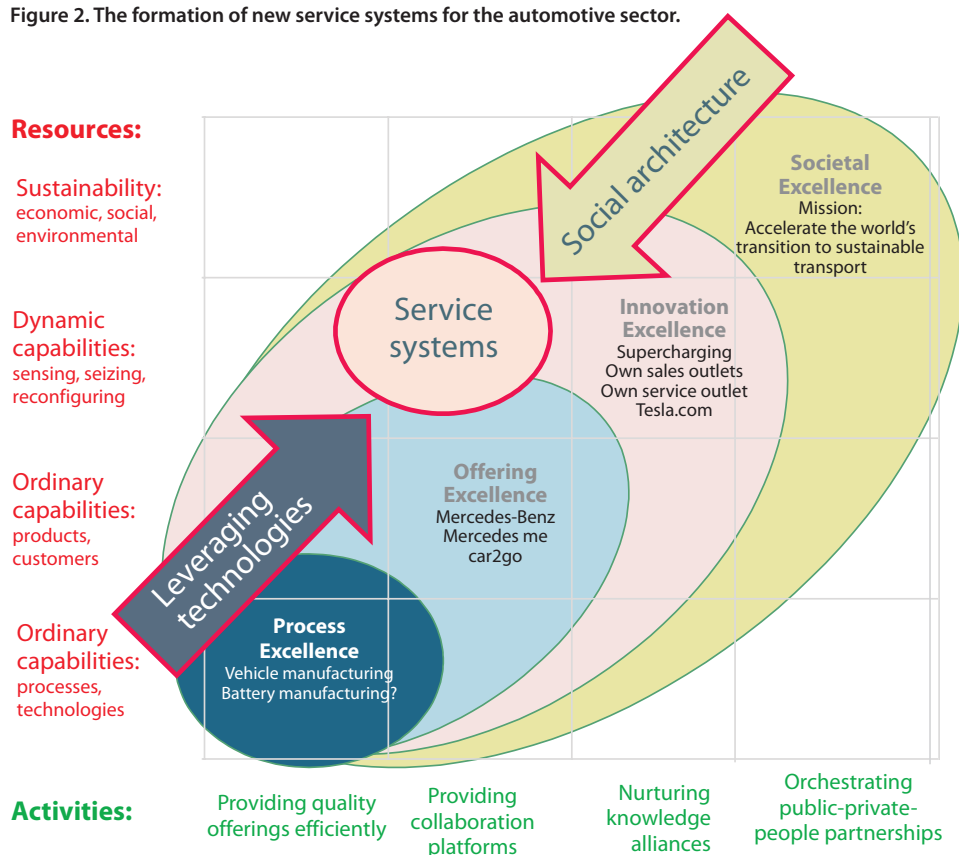 Figure 2. The formation of new service systems for the automotive sector.
Resources:
Sustainability:
economic, social,
environmental
Dynamic
capabilities:
sensing, seizing,
reconfiguring
Ordinary
capabilities:
products,
customers
Ordinary
capabilities:
processes,
technologies
Social architecture
Societal
Excellence
Mission:
Accelerate the world’s
transition to sustainable
transport
Service
systems
Innovation
Excellence
Supercharging
Own sales outlets
Own service outlet
Tesla.com
Offering
Excellence
Mercedes-Benz
Mercedes me
car2go
Leveraging
technologies
Process
Excellence
Vehicle manufacturing
Battery manufacturing?
Activities:
Providing quality
offerings efficiently
Providing
collaboration
platforms
Nurturing
knowledge
alliances
Orchestrating
public-private-
people partnerships